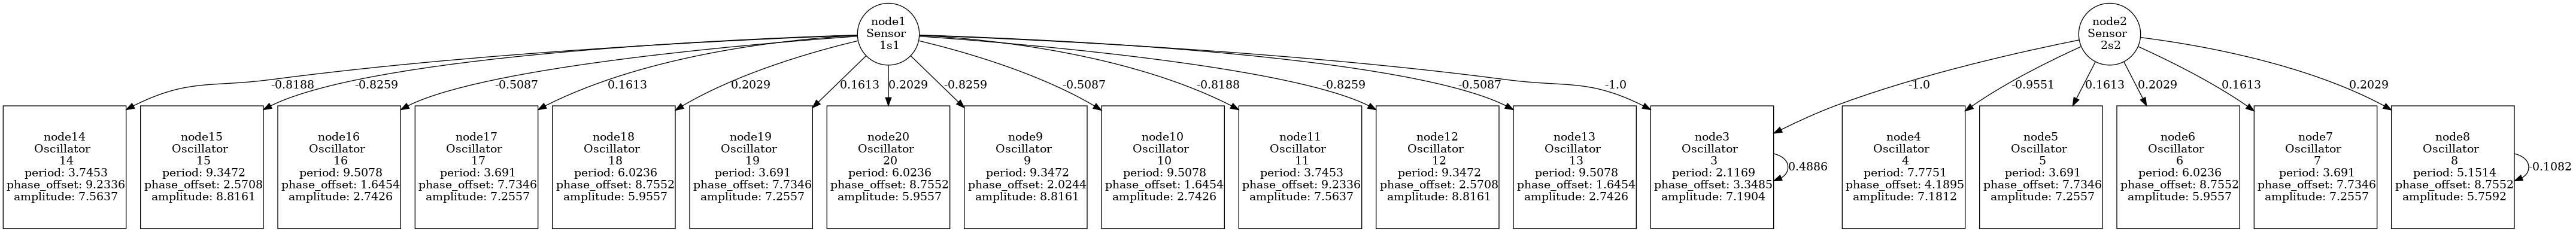 node1
Sensor
1s1
node2
Sensor
2s2
-0.8188
-0.8259
-0.5087
0.1613
0.2029
0.1613
0.2029
-0.8259
-0.5087
-0.8188
-0.8259
-0.5087
-1.0
-1.0
-0.9551
0.1613
0.2029
0.1613
0.2029
node14
Oscillator
14
period: 3.7453
phase_offset: 9.2336
amplitude: 7.5637
node15
Oscillator
15
period: 9.3472
phase_offset: 2.5708
amplitude: 8.8161
node16
Oscillator
16
period: 9.5078
phase_offset: 1.6454
amplitude: 2.7426
node17
Oscillator
17
period: 3.691
phase_offset: 7.7346
amplitude: 7.2557
node18
Oscillator
18
period: 6.0236
phase_offset: 8.7552
amplitude: 5.9557
node19
Oscillator
19
period: 3.691
phase_offset: 7.7346
amplitude: 7.2557
node20
Oscillator
20
period: 6.0236
phase_offset: 8.7552
amplitude: 5.9557
node9
Oscillator
9
period: 9.3472
phase_offset: 2.0244
amplitude: 8.8161
node10
Oscillator
10
period: 9.5078
phase_offset: 1.6454
amplitude: 2.7426
node11
Oscillator
11
period: 3.7453
phase_offset: 9.2336
amplitude: 7.5637
node12
Oscillator
12
period: 9.3472
phase_offset: 2.5708
amplitude: 8.8161
node13
Oscillator
13
period: 9.5078
phase_offset: 1.6454
amplitude: 2.7426
node3
Oscillator
3
period: 2.1169
phase_offset: 3.3485
amplitude: 7.1904
0.4886
node4
Oscillator
4
period: 7.7751
phase_offset: 4.1895
amplitude: 7.1812
node5
Oscillator
5
period: 3.691
phase_offset: 7.7346
amplitude: 7.2557
node6
Oscillator
6
period: 6.0236
phase_offset: 8.7552
amplitude: 5.9557
node7
Oscillator
7
period: 3.691
phase_offset: 7.7346
amplitude: 7.2557
node8
Oscillator
8
period: 5.1514
phase_offset: 8.7552
amplitude: 5.7592
-0.1082